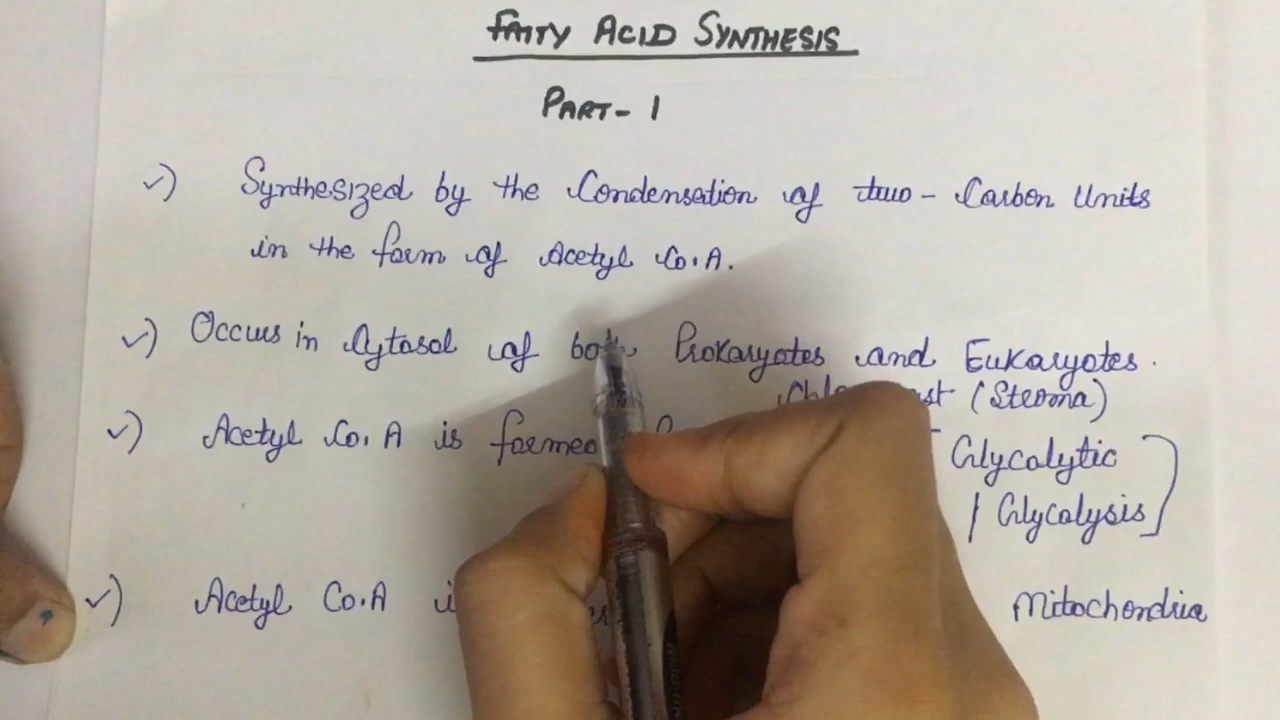 FATTY ACID SYNTHESIS
PART- 1
✓) Synthesized by the Condensation of two - Carbon Units
in the form of Acetyl Co.A.
✓) Occurs in Cytosol of both Prokaryotes and Eukaryotes.
(Stroma)
✓) Acetyl Co. A is formed Glycolytic
/ Glycolysis
✓) Acetyl Co.A Mitochondria